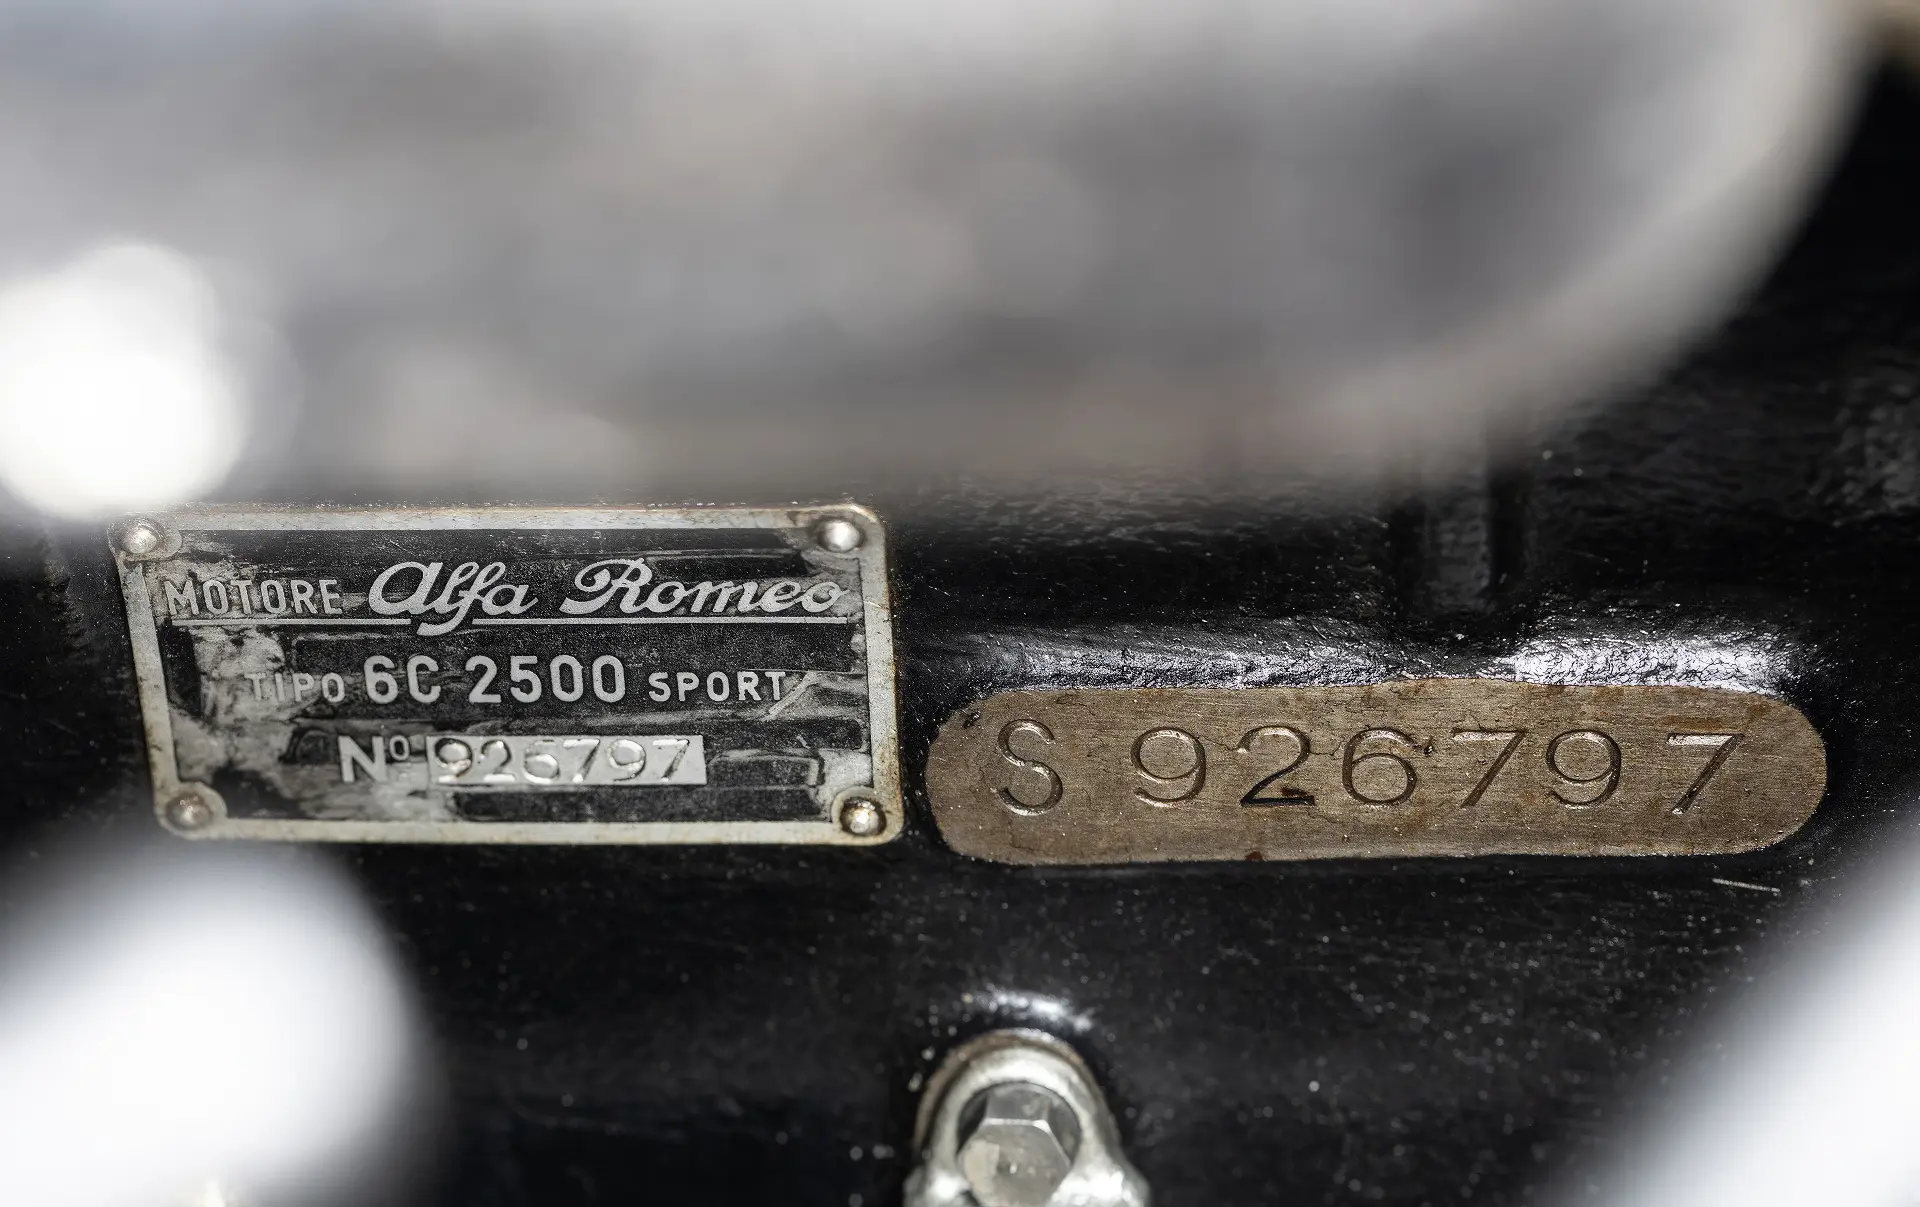 MOTORE Alfa Romeo
TIPO 6C 2500 SPORT
Nº 926797
S 926797